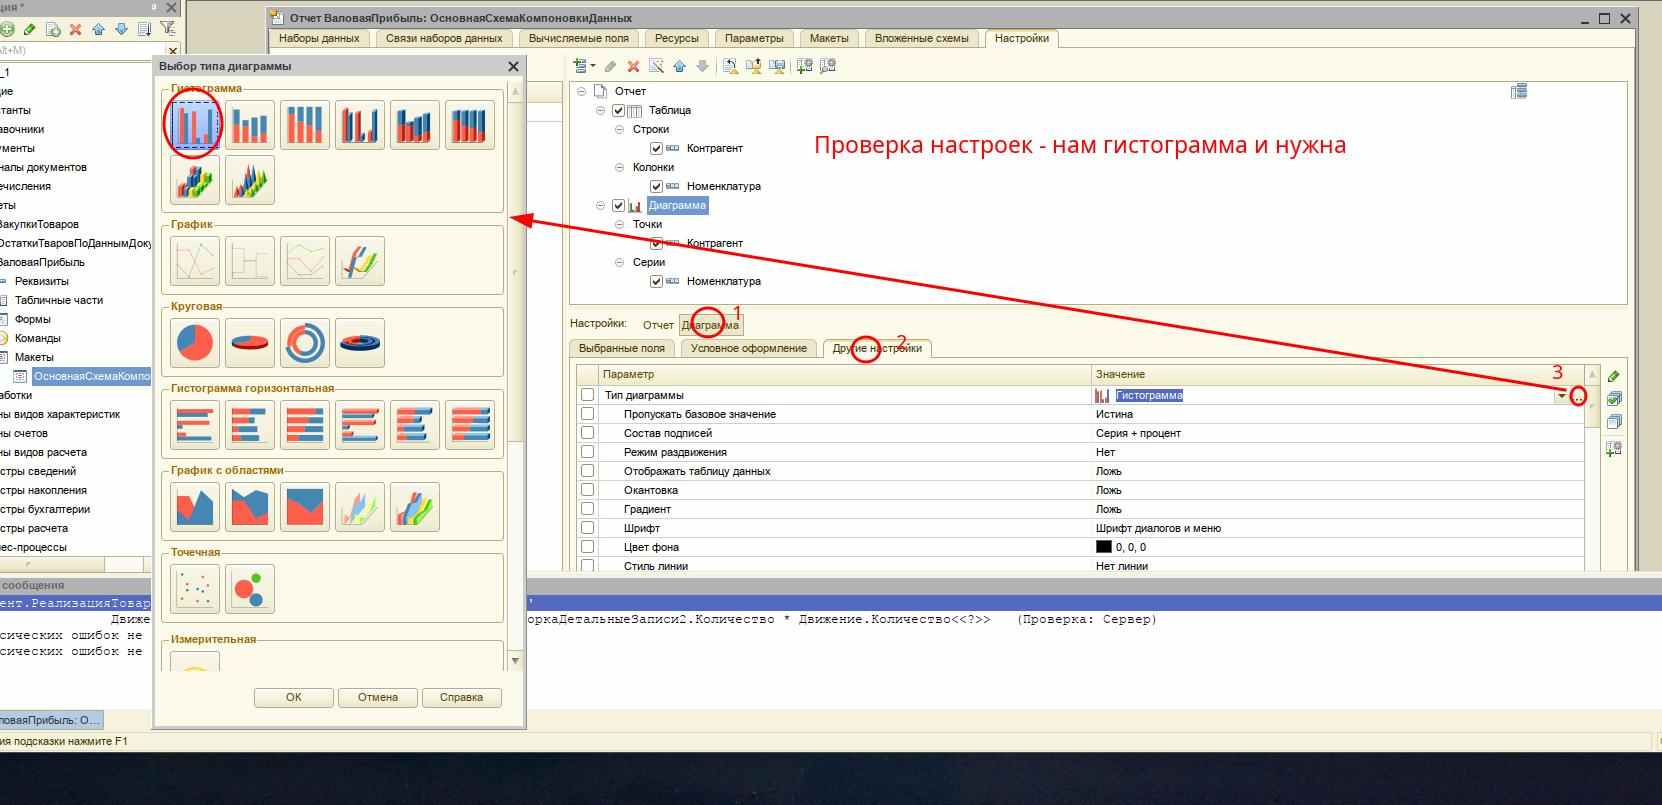 ция *
Отчет ВаловаяПрибыль: ОсновнаяСхемаКомпоновкиДанных
Наборы данных
Связи наборов данных
Вычисляемые поля
Ресурсы
Параметры
Макеты
Вложенные схемы
Настройки
lt+M)
_1
ие
танты
авочники
ументы
налы документов
ечисления
еты
ЗакупкиТоваров
ОстаткиТваровПоДаннымДоку
ВаловаяПрибыль
Реквизиты
Табличные части
Формы
Команды
Макеты
ОсновнаяСхемаКомпо
аботки
ны видов характеристик
ны счетов
ны видов расчета
стры сведений
стры накопления
стры бухгалтерии
стры расчета
нес-процессы
Выбор типа диаграммы
Гистограмма
График
Круговая
Гистограмма горизонтальная
График с областями
Точечная
Измерительная
OK
Отмена
Справка
Отчет
Таблица
Строки
Контрагент
Колонки
Номенклатура
Диаграмма
Точки
Контрагент
Серии
Номенклатура
Проверка настроек - нам гистограмма и нужна
Настройки:
Отчет
Диаграмма
1
Выбранные поля
Условное оформление
Другие настройки
2
3
Параметр
Значение
Тип диаграммы
Гистограмма
...
Пропускать базовое значение
Истина
Состав подписей
Серия + процент
Режим раздвижения
Нет
Отображать таблицу данных
Ложь
Окантовка
Ложь
Градиент
Ложь
Шрифт
Шрифт диалогов и меню
Цвет фона
0, 0, 0
Стиль линии
Нет линии
сообщения
ент.РеализацияТовар
Движе
оркаДетальныеЗаписи2.Количество * Движение.Количество<<?>> (Проверка: Сервер)
сических ошибок не
сических ошибок не
ловаяПрибыль: О...
ия подсказки нажмите F1